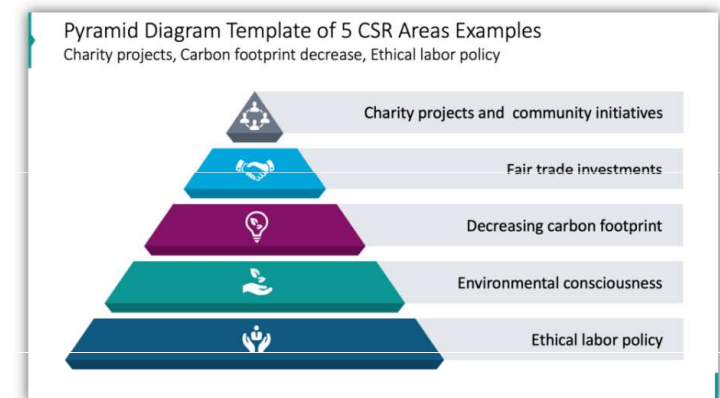 Pyramid Diagram Template of 5 CSR Areas Examples
Charity projects, Carbon footprint decrease, Ethical labor policy
Charity projects and community initiatives
Fair trade investments
Decreasing carbon footprint
Environmental consciousness
Ethical labor policy